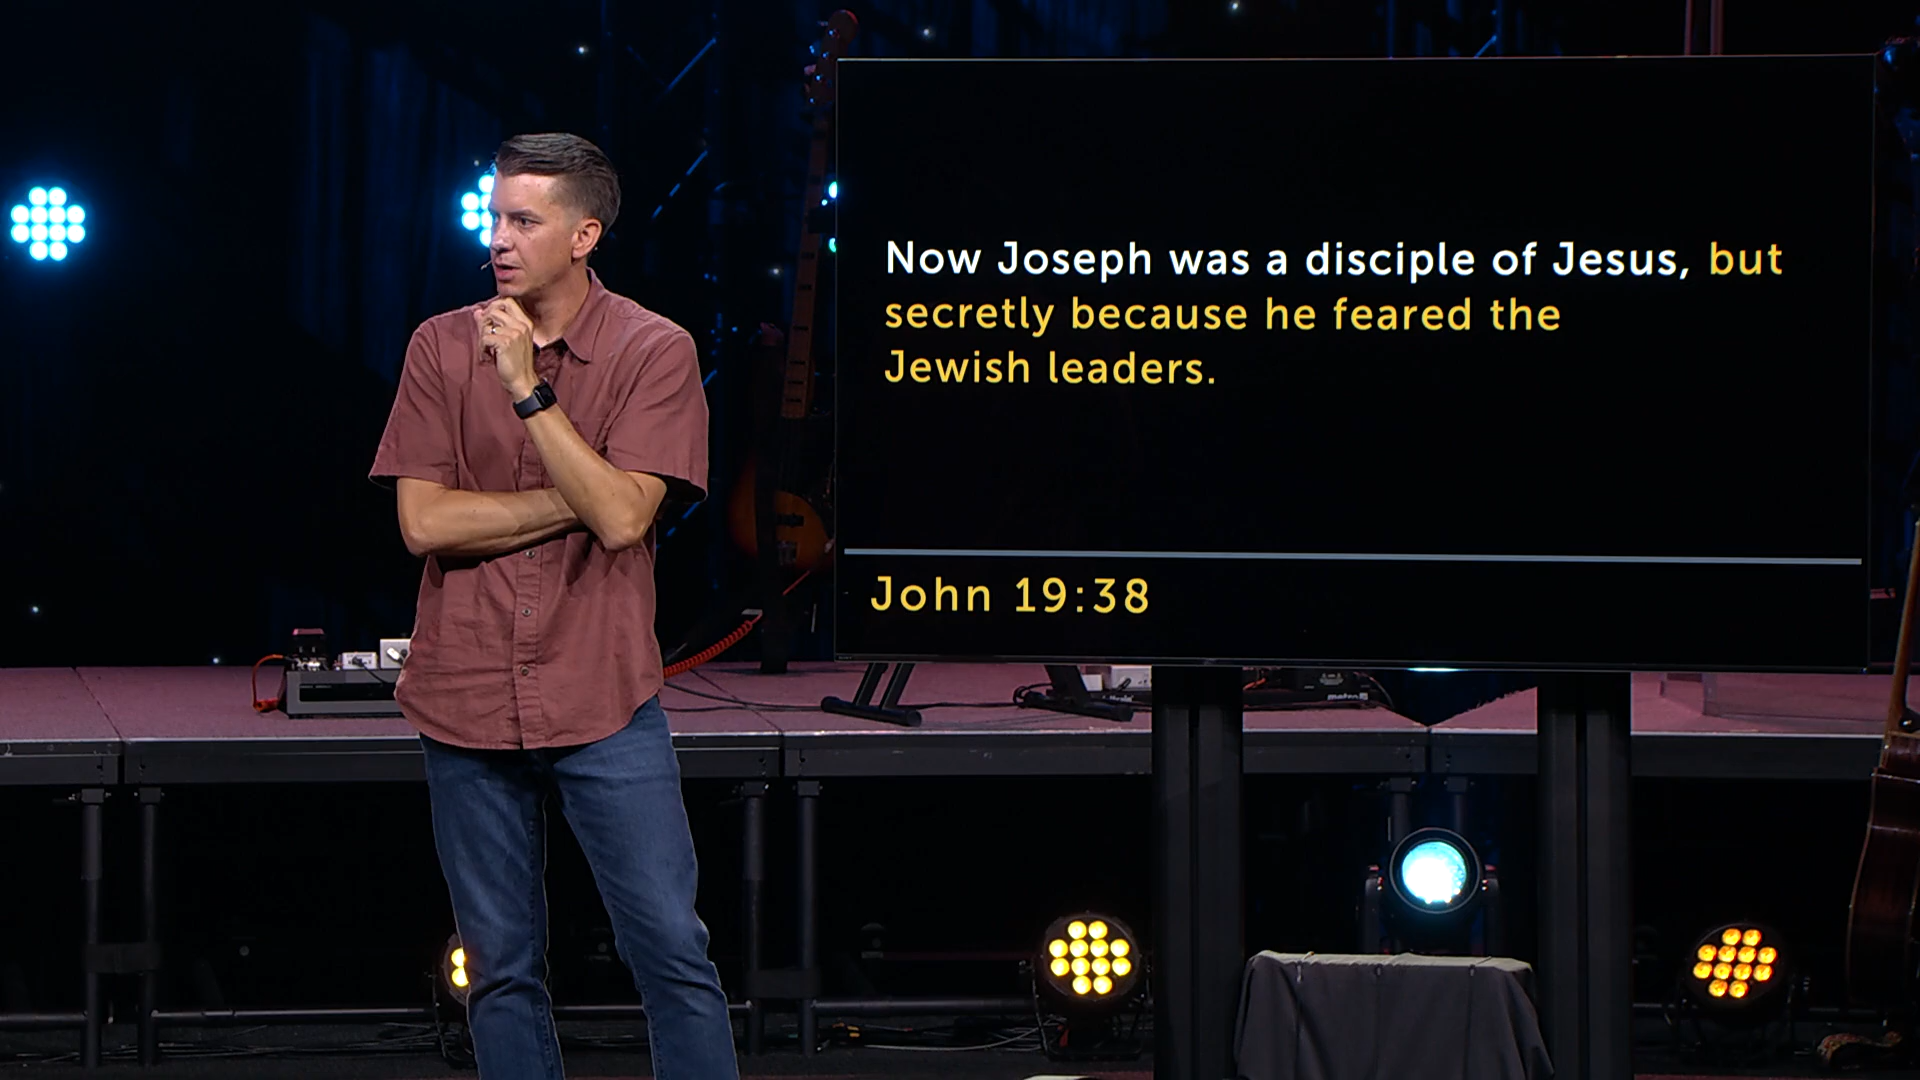 Now Joseph was a disciple of Jesus, but
secretly because he feared the
Jewish leaders.
John 19:38